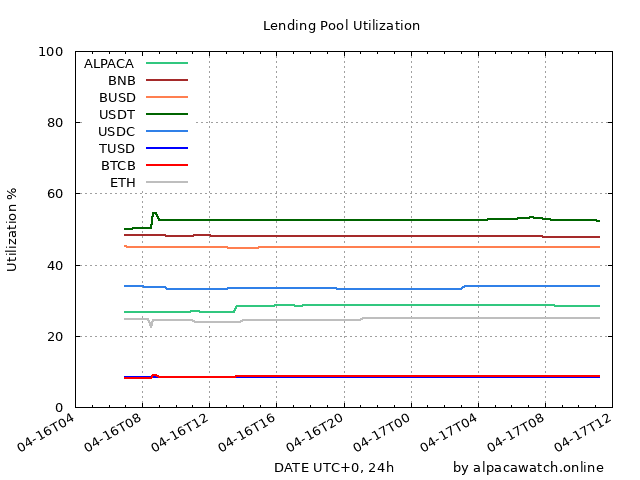 Lending Pool Utilization
100
80
60
40
20
0
Utilization %
ALPACA
BNB
BUSD
USDT
USDC
TUSD
BTCB
ETH
04-16T04
04-16T08
04-16T12
04-16T16
04-16T20
04-17T00
04-17T04
04-17T08
04-17T12
DATE UTC+0, 24h
by alpacawatch.online